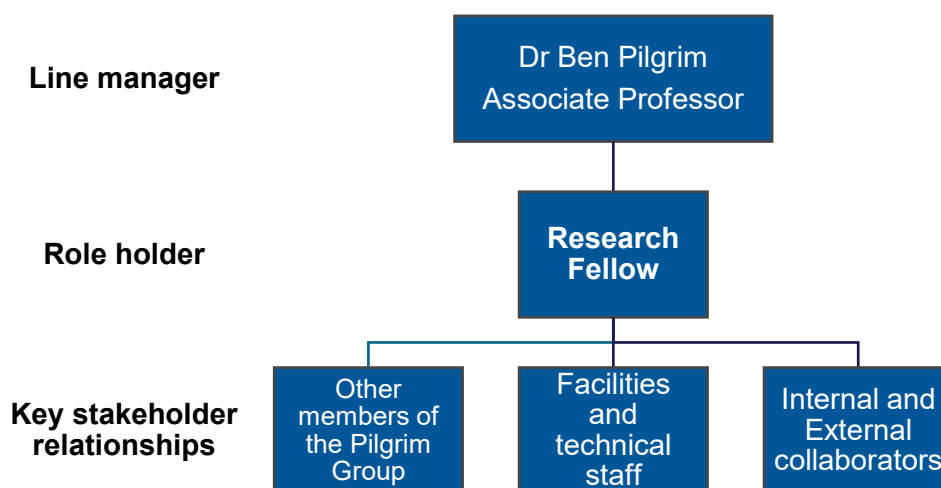 Line manager
Dr Ben Pilgrim
Associate Professor
Role holder
Research
Fellow
Key stakeholder
relationships
Other
members of
the Pilgrim
Group
Facilities
and
technical
staff
Internal and
External
collaborators